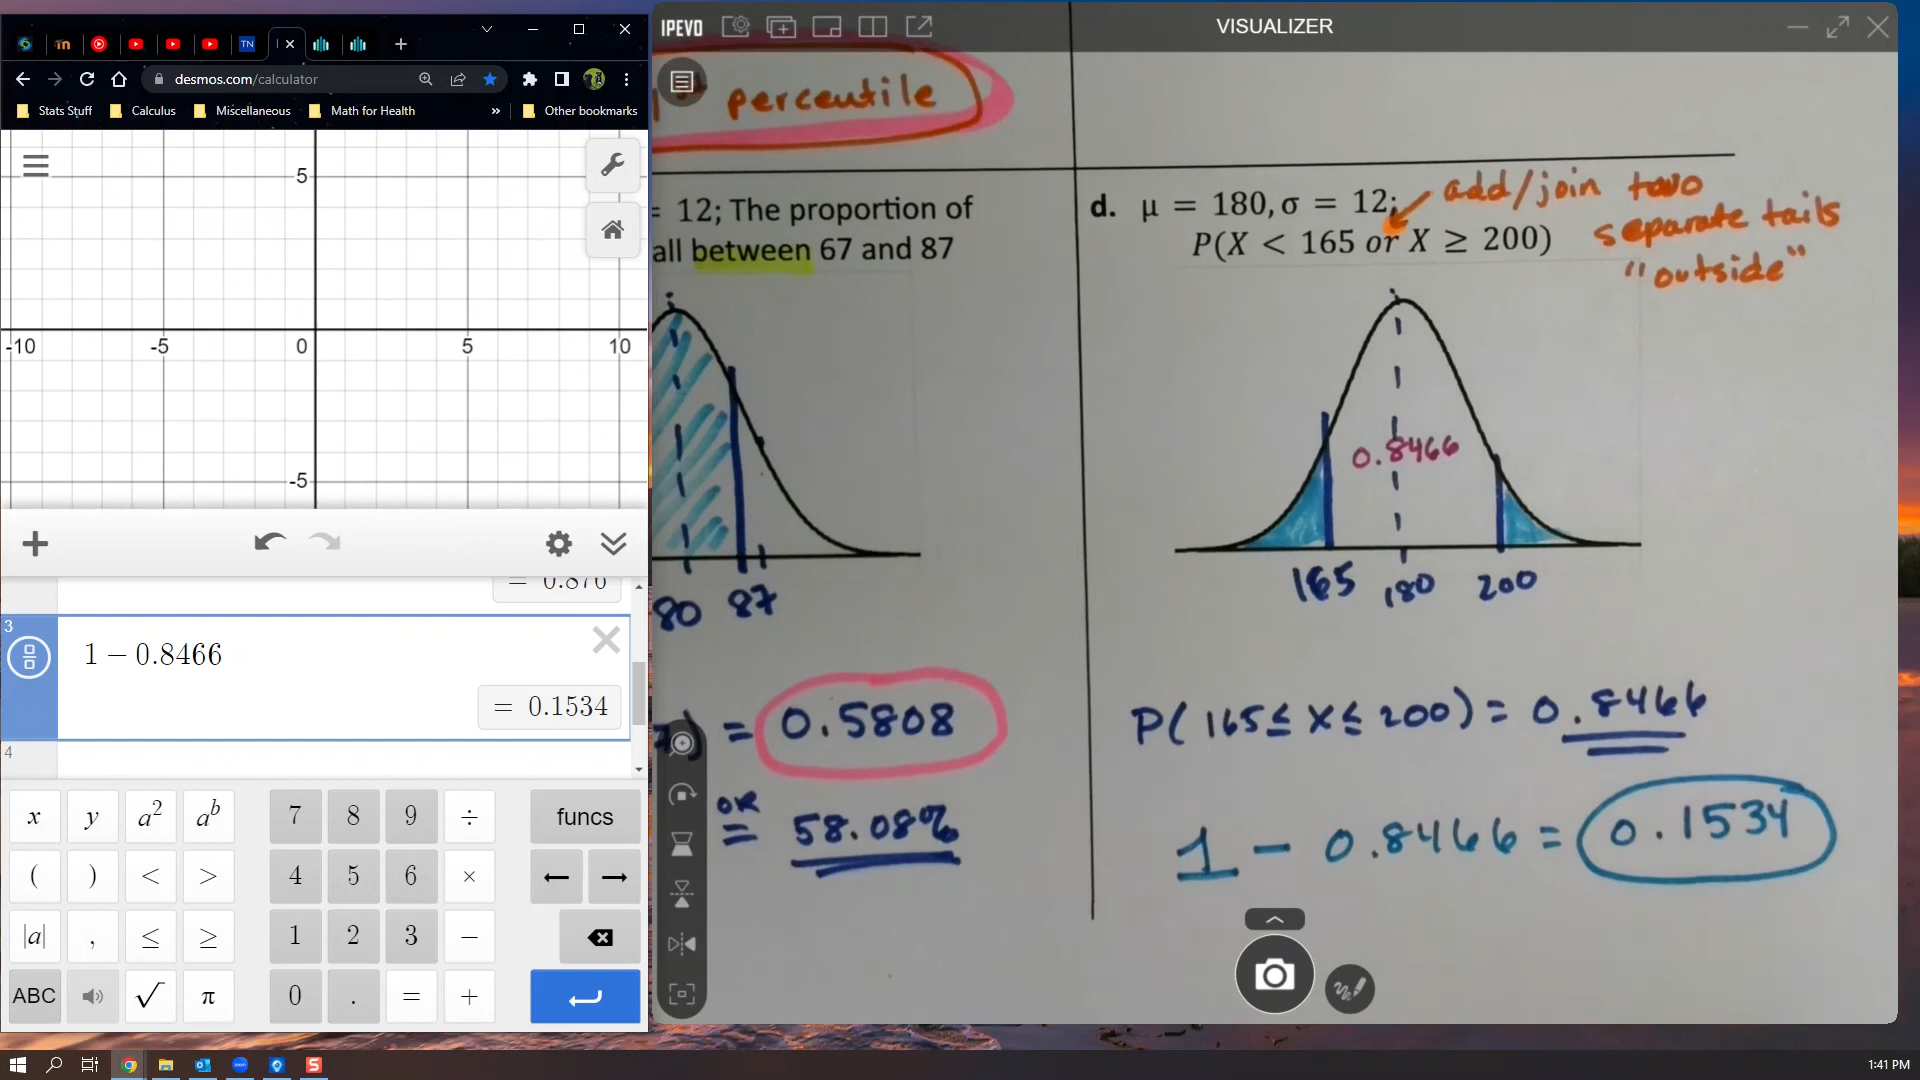 desmos.com/calculator
Stats Stuff
Calculus
Miscellaneous
Math for Health
»
Other bookmarks
5
-10
-5
0
5
10
-5
= 0.876
3
1 − 0.8466
= 0.1534
4
x y a² aᵇ 7 8 9 ÷ funcs
( ) < > 4 5 6 × ← →
|a| , ≤ ≥ 1 2 3 −
ABC √ π 0 . = +
IPEVO
VISUALIZER
percentile
= 12; The proportion of
all between 67 and 87
80 87
= 0.5808
OR
= 58.08%
d. μ = 180, σ = 12;
P(X < 165 or X ≥ 200)
add/join two
separate tails
"outside"
0.8466
165 180 200
P(165 ≤ X ≤ 200) = 0.8466
1 − 0.8466 = 0.1534
1:41 PM